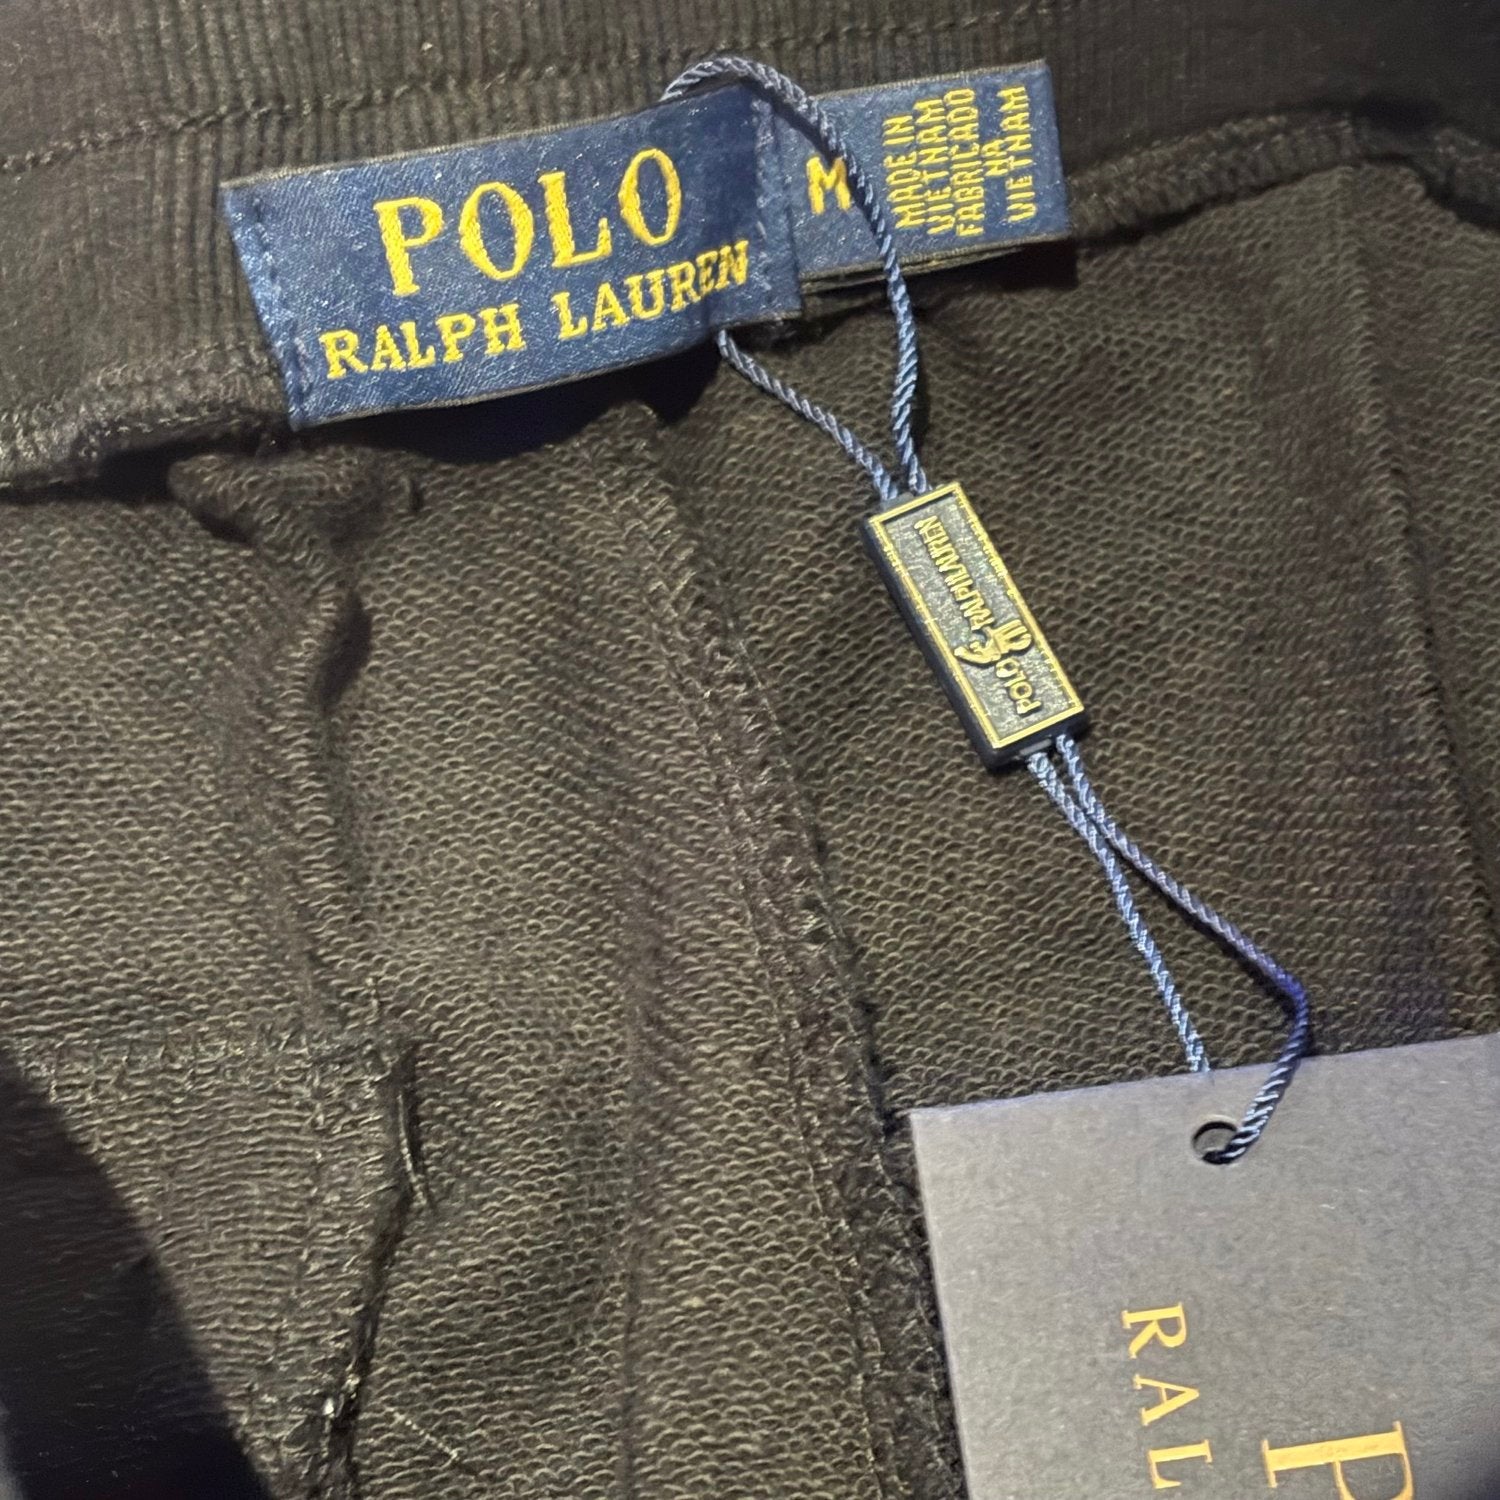 POLO
RALPH LAUREN
M
MADE IN
VIETNAM
FABRICADO
NA
VIETNAM
POLO RALPH LAUREN
P
RAL